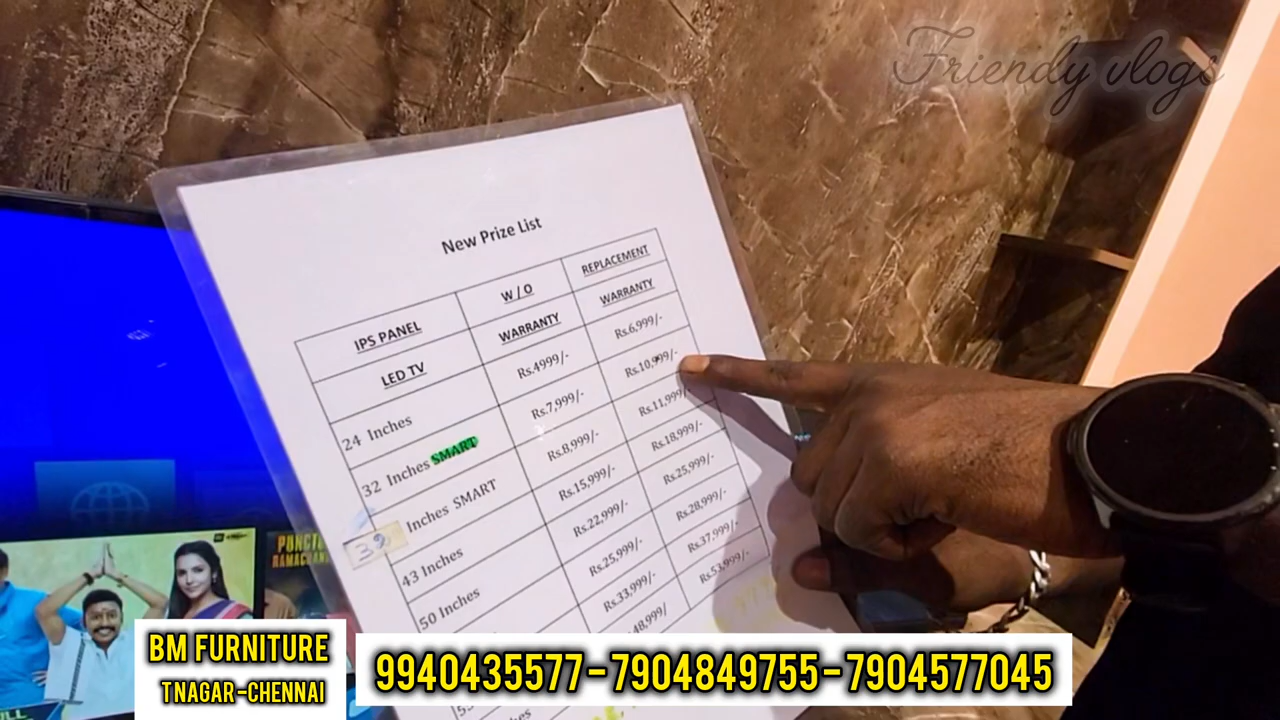 Friendy vlogs
New Prize List
IPS PANEL W / O REPLACEMENT
LED TV WARRANTY WARRANTY
24 Inches Rs.4999/- Rs.6,999/-
32 Inches SMART Rs.7,999/- Rs.10,999/-
39 Inches SMART Rs.8,999/- Rs.11,999/-
43 Inches Rs.15,999/- Rs.18,999/-
50 Inches Rs.22,999/- Rs.25,999/-
Rs.25,999/- Rs.28,999/-
Rs.33,999/- Rs.37,999/-
48,999/ Rs.53,999/-
BM FURNITURE
T NAGAR-CHENNAI
9940435577-7904849755-7904577045